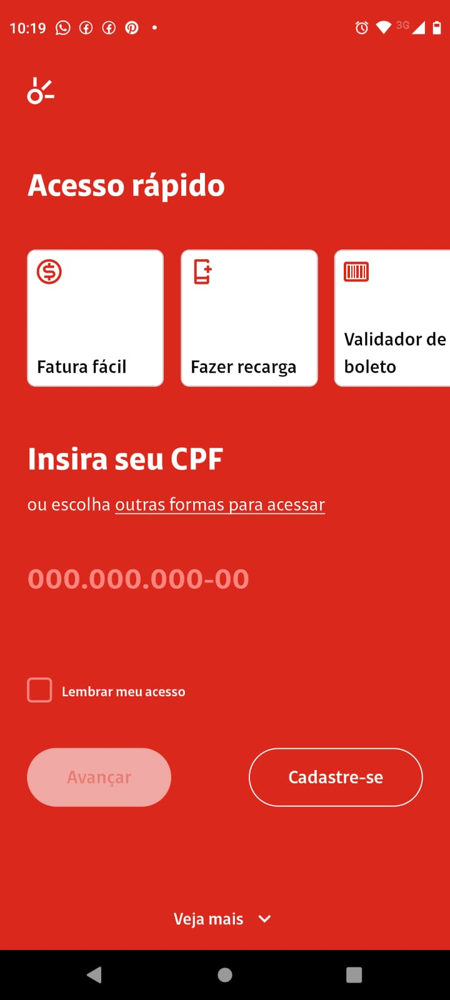 10:19
3G
Acesso rápido
Fatura fácil
Fazer recarga
Validador de
boleto
Insira seu CPF
ou escolha outras formas para acessar
000.000.000-00
Lembrar meu acesso
Avançar
Cadastre-se
Veja mais